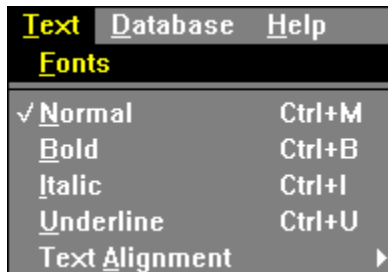 Text Database Help
Fonts
✓ Normal Ctrl+M
Bold Ctrl+B
Italic Ctrl+I
Underline Ctrl+U
Text Alignment